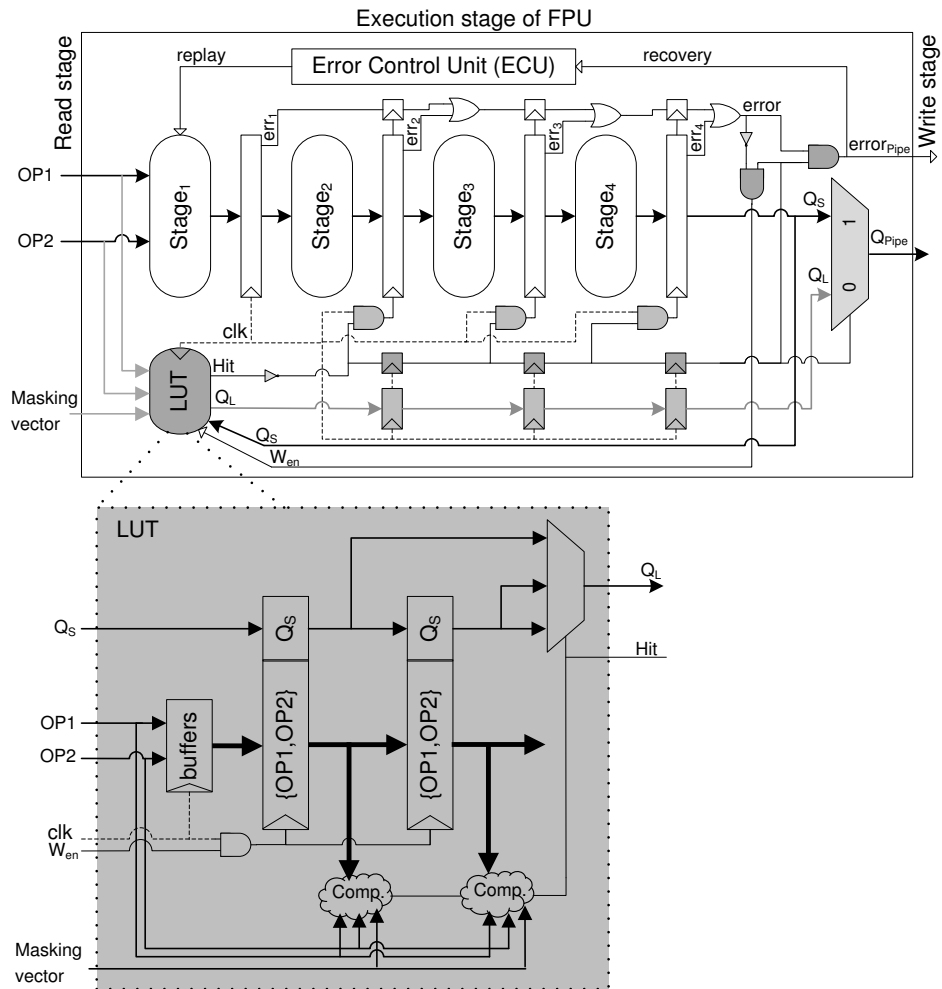 Execution stage of FPU
Read stage
Write stage
replay
Error Control Unit (ECU)
recovery
err1
err2
err3
err4
error
errorPipe
OP1
OP2
Stage1
Stage2
Stage3
Stage4
QS
1
0
QPipe
QL
clk
LUT
Hit
QL
Masking
vector
QS
Wen
LUT
QS
QS
QS
QL
Hit
OP1
OP2
buffers
{OP1,OP2}
{OP1,OP2}
clk
Wen
Comp.
Comp.
Masking
vector